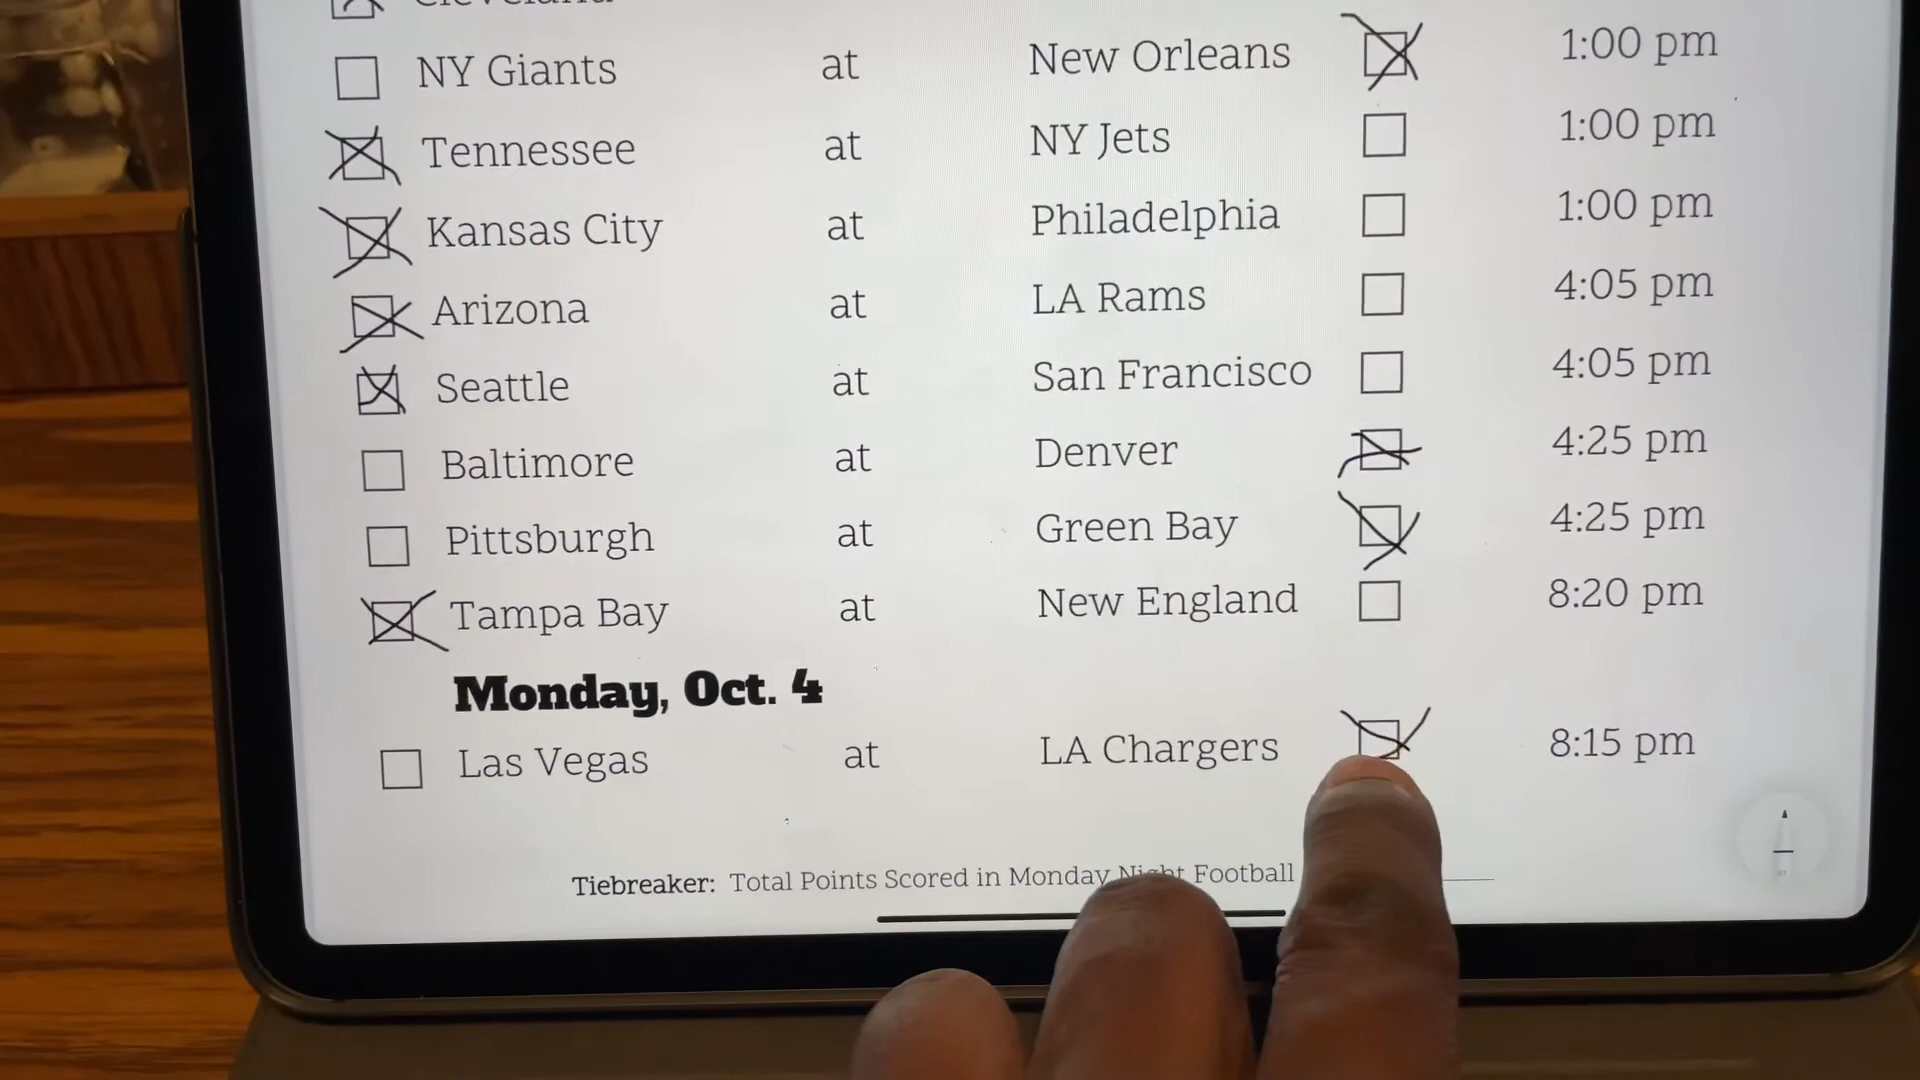 Cleveland
NY Giants at New Orleans 1:00 pm
Tennessee at NY Jets 1:00 pm
Kansas City at Philadelphia 1:00 pm
Arizona at LA Rams 4:05 pm
Seattle at San Francisco 4:05 pm
Baltimore at Denver 4:25 pm
Pittsburgh at Green Bay 4:25 pm
Tampa Bay at New England 8:20 pm
Monday, Oct. 4
Las Vegas at LA Chargers 8:15 pm
Tiebreaker: Total Points Scored in Monday Night Football